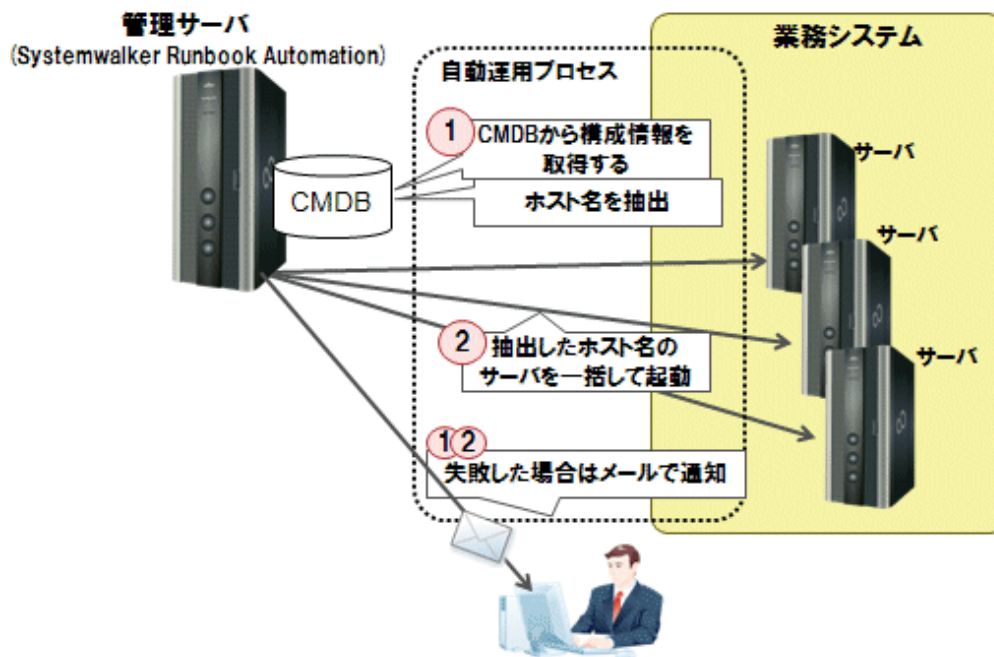 管理サーバ
(Systemwalker Runbook Automation)
業務システム
自動運用プロセス
1
CMDBから構成情報を
取得する
CMDB
ホスト名を抽出
サーバ
サーバ
2
抽出したホスト名の
サーバを一括して起動
サーバ
1 2
失敗した場合はメールで通知